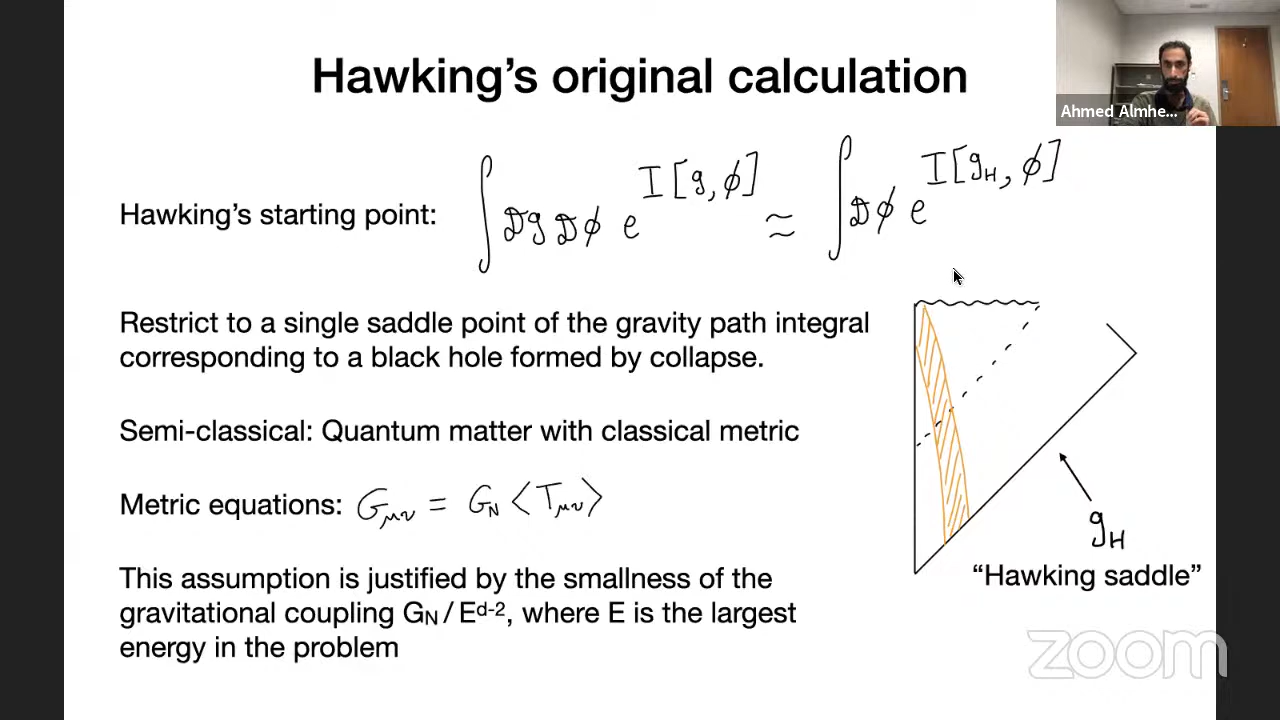 Hawking's original calculation
Ahmed Almhe...
Hawking's starting point: ∫ 𝒟g 𝒟ϕ e^{I[g,ϕ]} ≈ ∫ 𝒟ϕ e^{I[g_H,ϕ]}
Restrict to a single saddle point of the gravity path integral
corresponding to a black hole formed by collapse.
Semi-classical: Quantum matter with classical metric
Metric equations: G_{μν} = G_N ⟨T_{μν}⟩
g_H
"Hawking saddle"
This assumption is justified by the smallness of the
gravitational coupling G_N / E^{d-2}, where E is the largest
energy in the problem
zoom